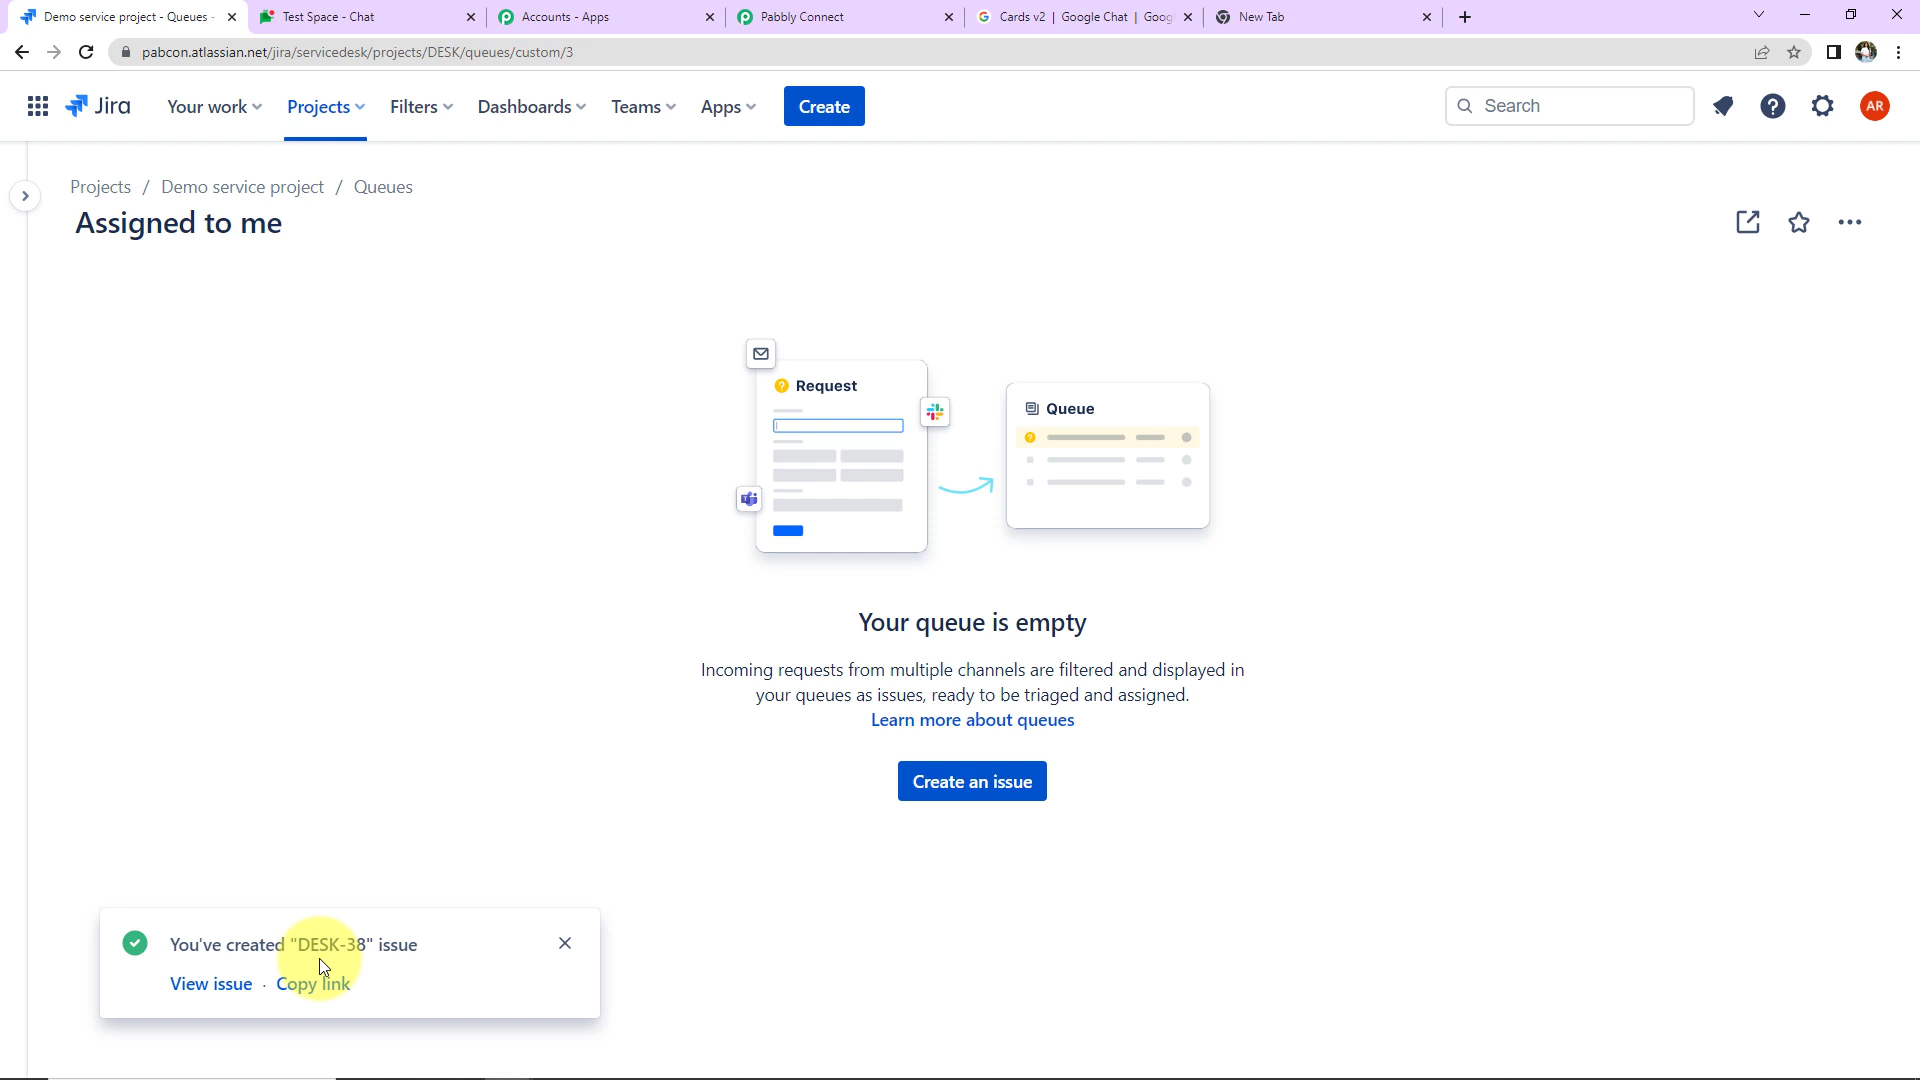 Demo service project - Queues -
Test Space - Chat
Accounts - Apps
Pabbly Connect
Cards v2 | Google Chat | Goog
New Tab
pabcon.atlassian.net/jira/servicedesk/projects/DESK/queues/custom/3
Jira
Your work
Projects
Filters
Dashboards
Teams
Apps
Create
Search
AR
Projects / Demo service project / Queues
Assigned to me
Request
Queue
Your queue is empty
Incoming requests from multiple channels are filtered and displayed in
your queues as issues, ready to be triaged and assigned.
Learn more about queues
Create an issue
You've created "DESK-38" issue
View issue · Copy link